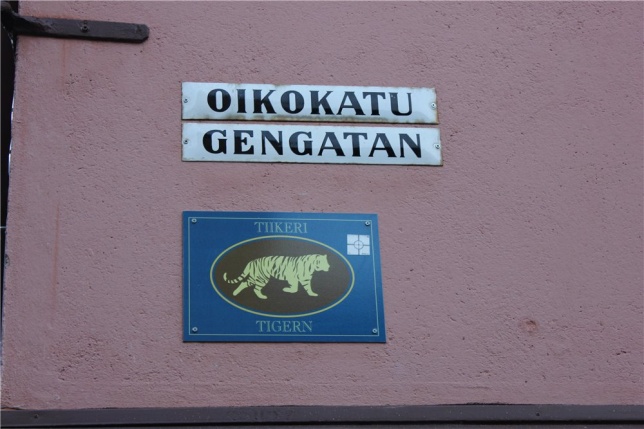 OIKOKATU
GENGATAN
TIIKERI
TIGERN